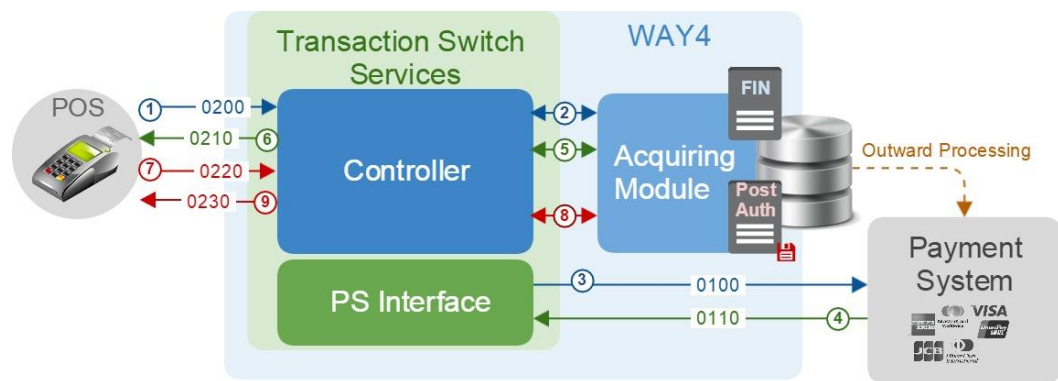 Transaction Switch
Services
WAY4
POS
1
0200
0210
6
7
0220
0230
9
Controller
2
5
8
FIN
Acquiring
Module
Post
Auth
Outward Processing
PS Interface
3
0100
0110
4
Payment
System
VISA
JCB